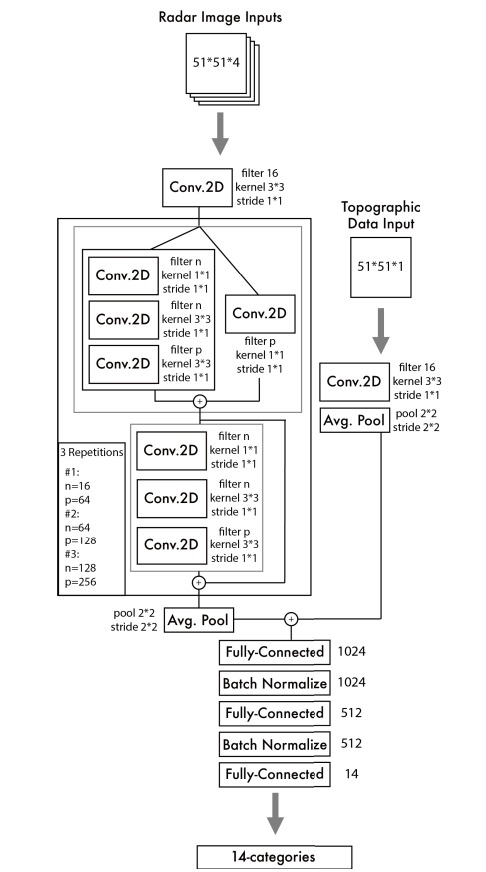 Radar Image Inputs
51*51*4
Conv.2D
filter 16
kernel 3*3
stride 1*1
Topographic
Data Input
51*51*1
Conv.2D
filter n
kernel 1*1
stride 1*1
Conv.2D
filter n
kernel 3*3
stride 1*1
Conv.2D
filter p
kernel 3*3
stride 1*1
Conv.2D
filter p
kernel 1*1
stride 1*1
+
Conv.2D
filter 16
kernel 3*3
stride 1*1
Avg. Pool
pool 2*2
stride 2*2
3 Repetitions
#1:
n=16
p=64
#2:
n=64
p=128
#3:
n=128
p=256
Conv.2D
filter n
kernel 1*1
stride 1*1
Conv.2D
filter n
kernel 3*3
stride 1*1
Conv.2D
filter p
kernel 3*3
stride 1*1
+
pool 2*2
stride 2*2
Avg. Pool
+
Fully-Connected 1024
Batch Normalize 1024
Fully-Connected 512
Batch Normalize 512
Fully-Connected 14
14-categories